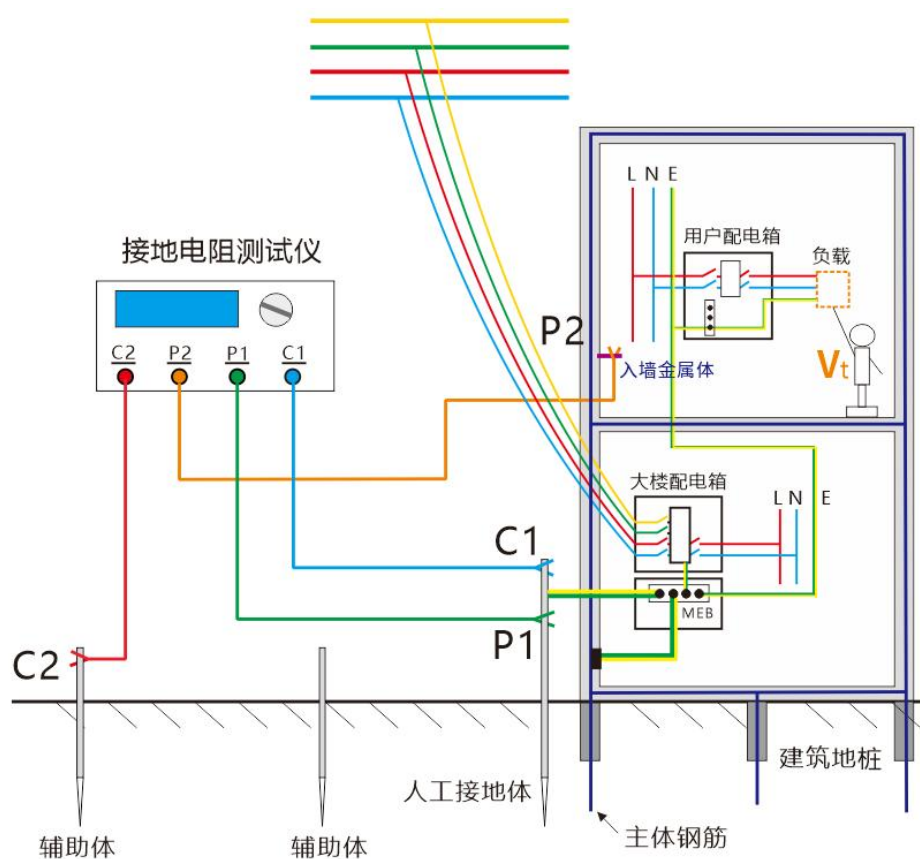 L N E
用户配电箱
负载
接地电阻测试仪
P2
C2 P2 P1 C1
入墙金属体
Vt
大楼配电箱
L N E
C1
MEB
P1
C2
建筑地桩
人工接地体
主体钢筋
辅助体
辅助体